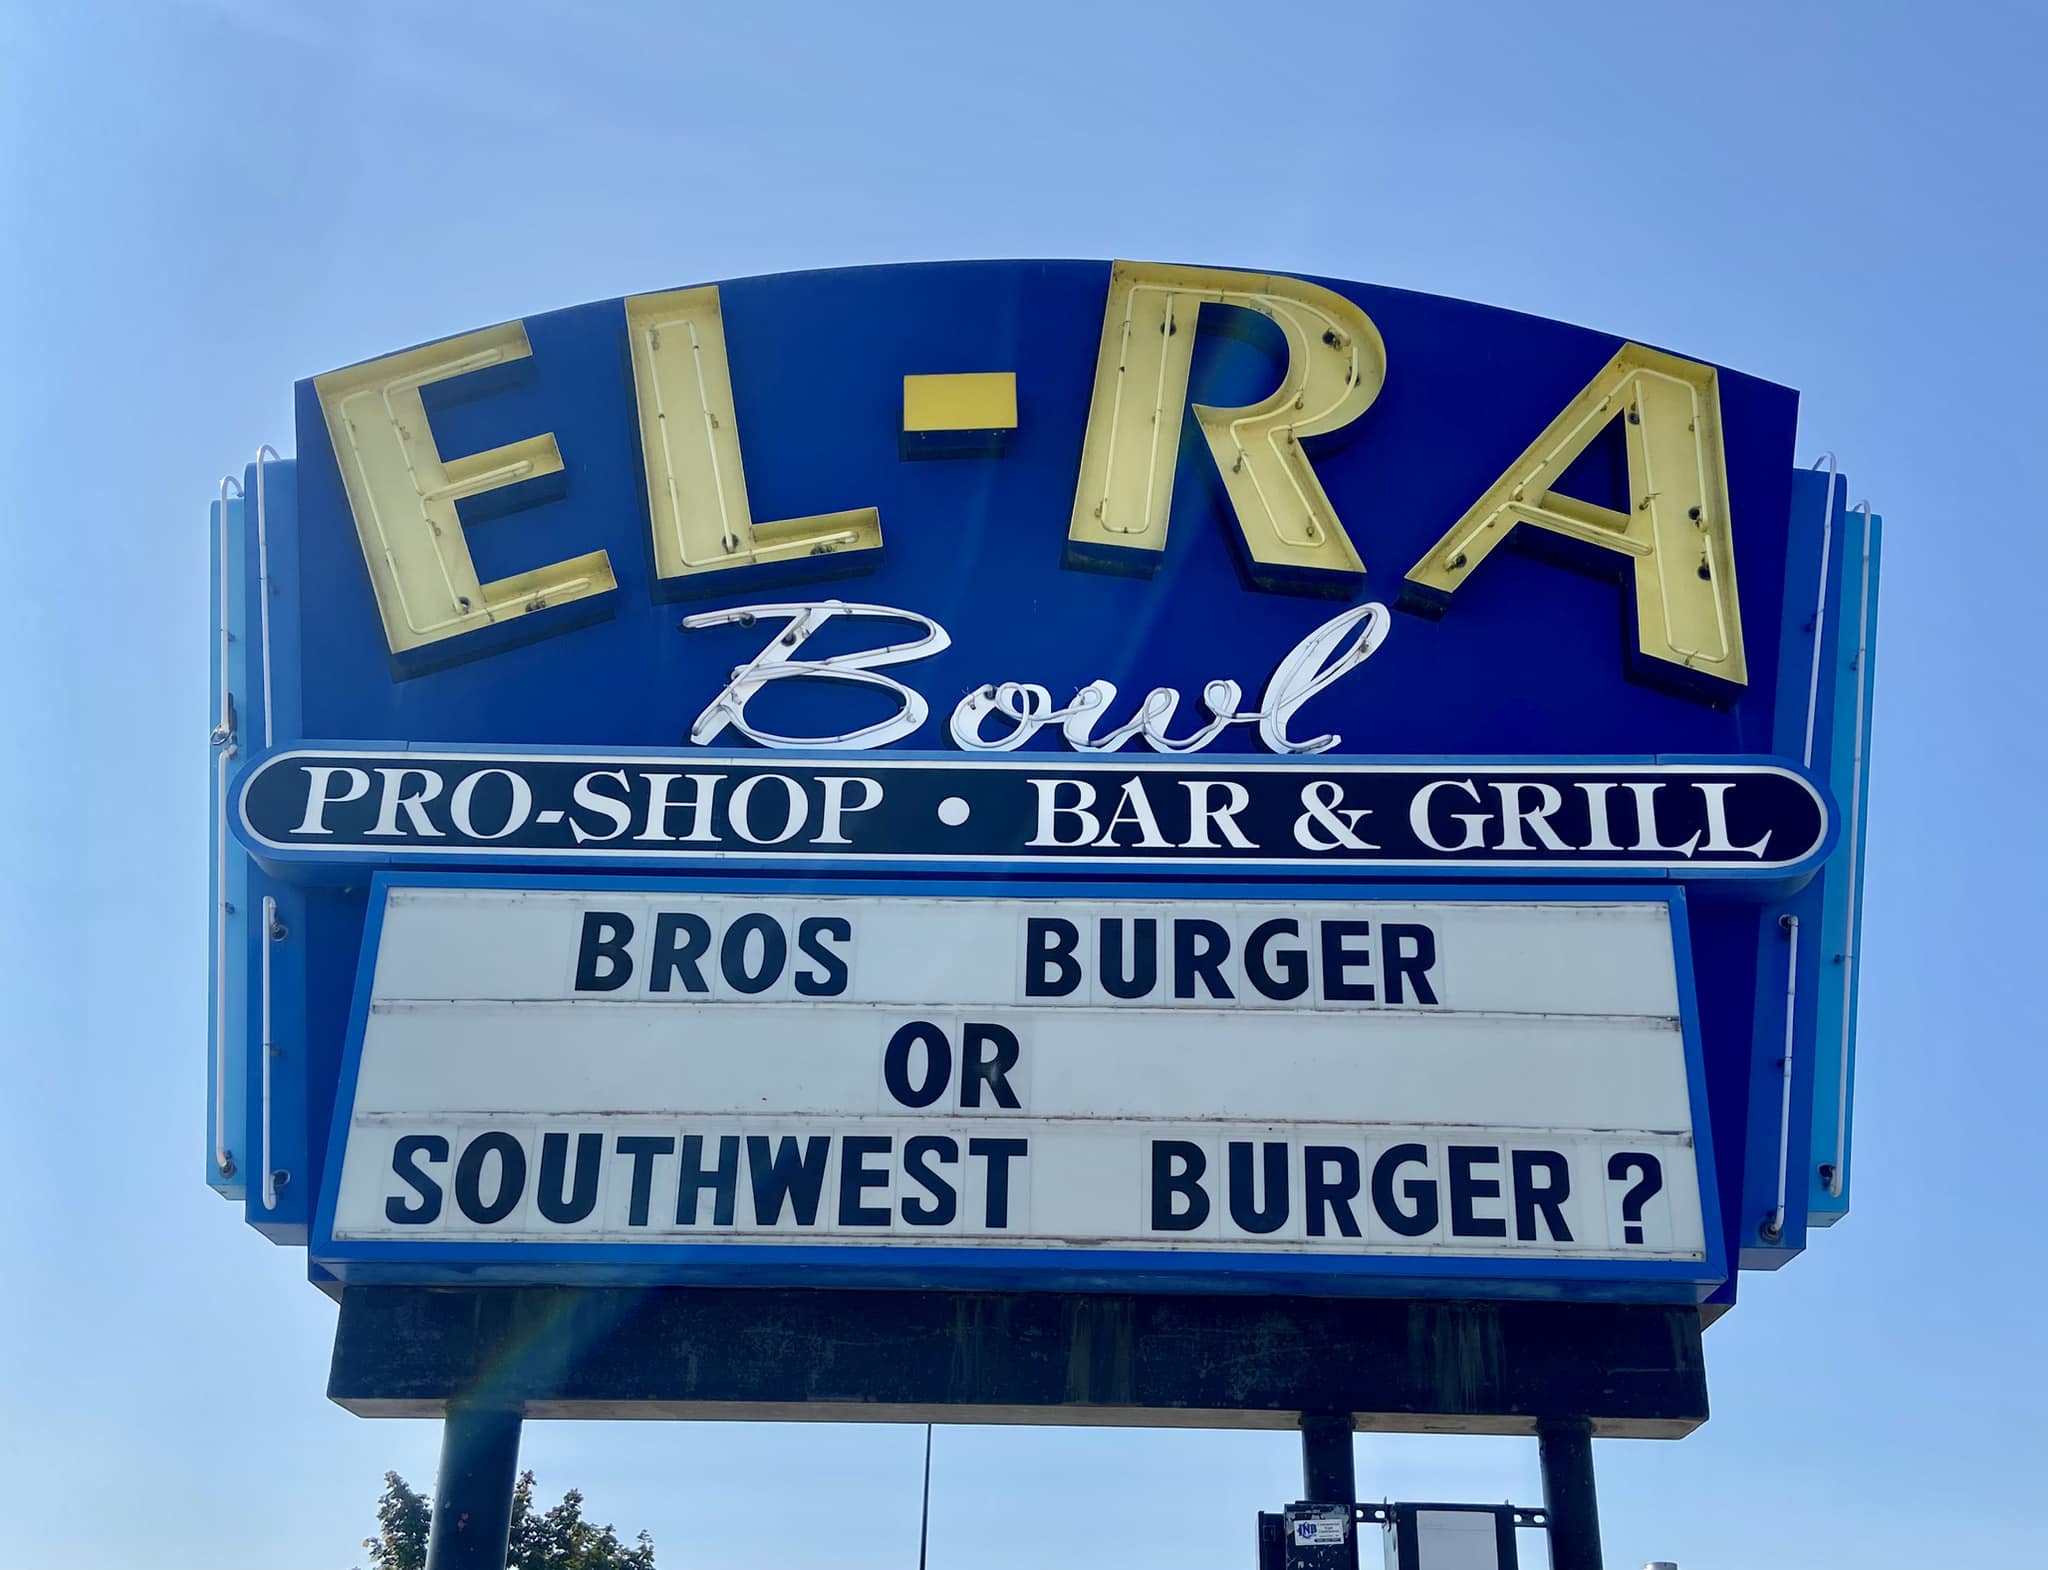 EL-RA
Bowl
PRO-SHOP • BAR & GRILL
BROS BURGER
OR
SOUTHWEST BURGER?